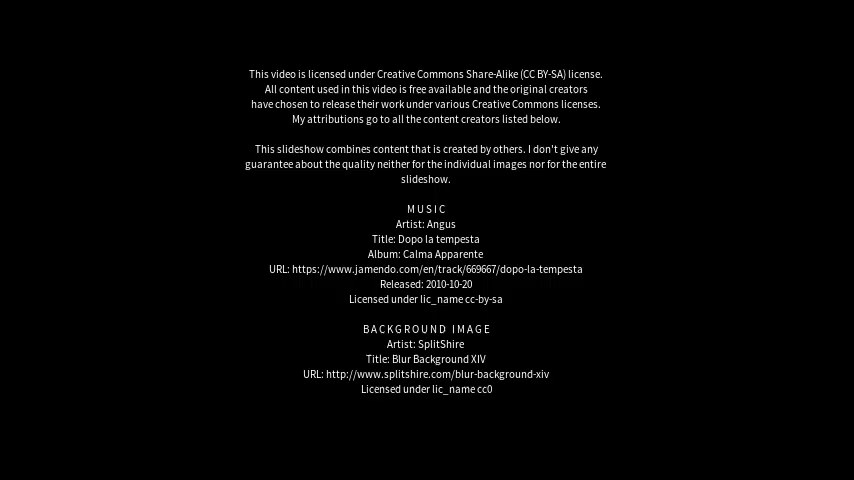 This video is licensed under Creative Commons Share-Alike (CC BY-SA) license.
All content used in this video is free available and the original creators
have chosen to release their work under various Creative Commons licenses.
My attributions go to all the content creators listed below.
This slideshow combines content that is created by others. I don't give any
guarantee about the quality neither for the individual images nor for the entire
slideshow.
MUSIC
Artist: Angus
Title: Dopo la tempesta
Album: Calma Apparente
URL: https://www.jamendo.com/en/track/669667/dopo-la-tempesta
Released: 2010-10-20
Licensed under lic_name cc-by-sa
BACKGROUND IMAGE
Artist: SplitShire
Title: Blur Background XIV
URL: http://www.splitshire.com/blur-background-xiv
Licensed under lic_name cc0